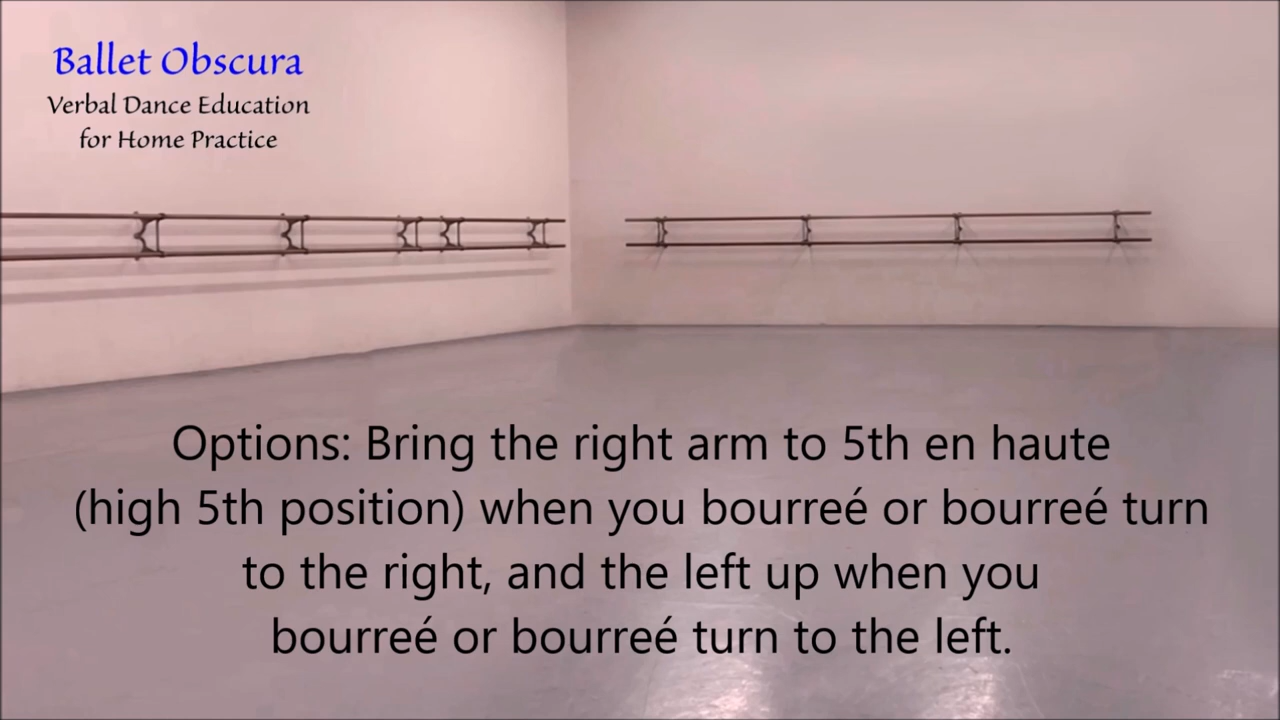 Ballet Obscura
Verbal Dance Education
for Home Practice
Options: Bring the right arm to 5th en haute
(high 5th position) when you bourreé or bourreé turn
to the right, and the left up when you
bourreé or bourreé turn to the left.